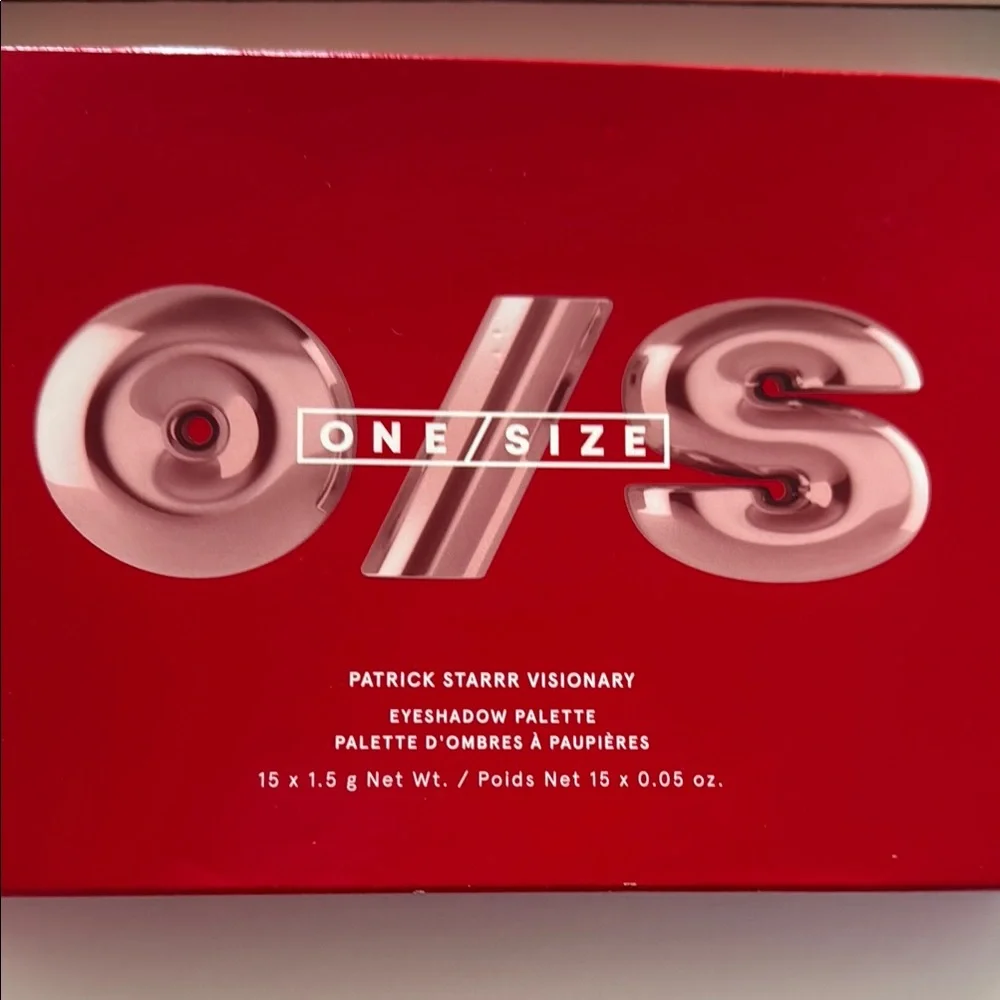 O/S
ONE/SIZE
PATRICK STARRR VISIONARY
EYESHADOW PALETTE
PALETTE D'OMBRES À PAUPIÈRES
15 x 1.5 g Net Wt. / Poids Net 15 x 0.05 oz.